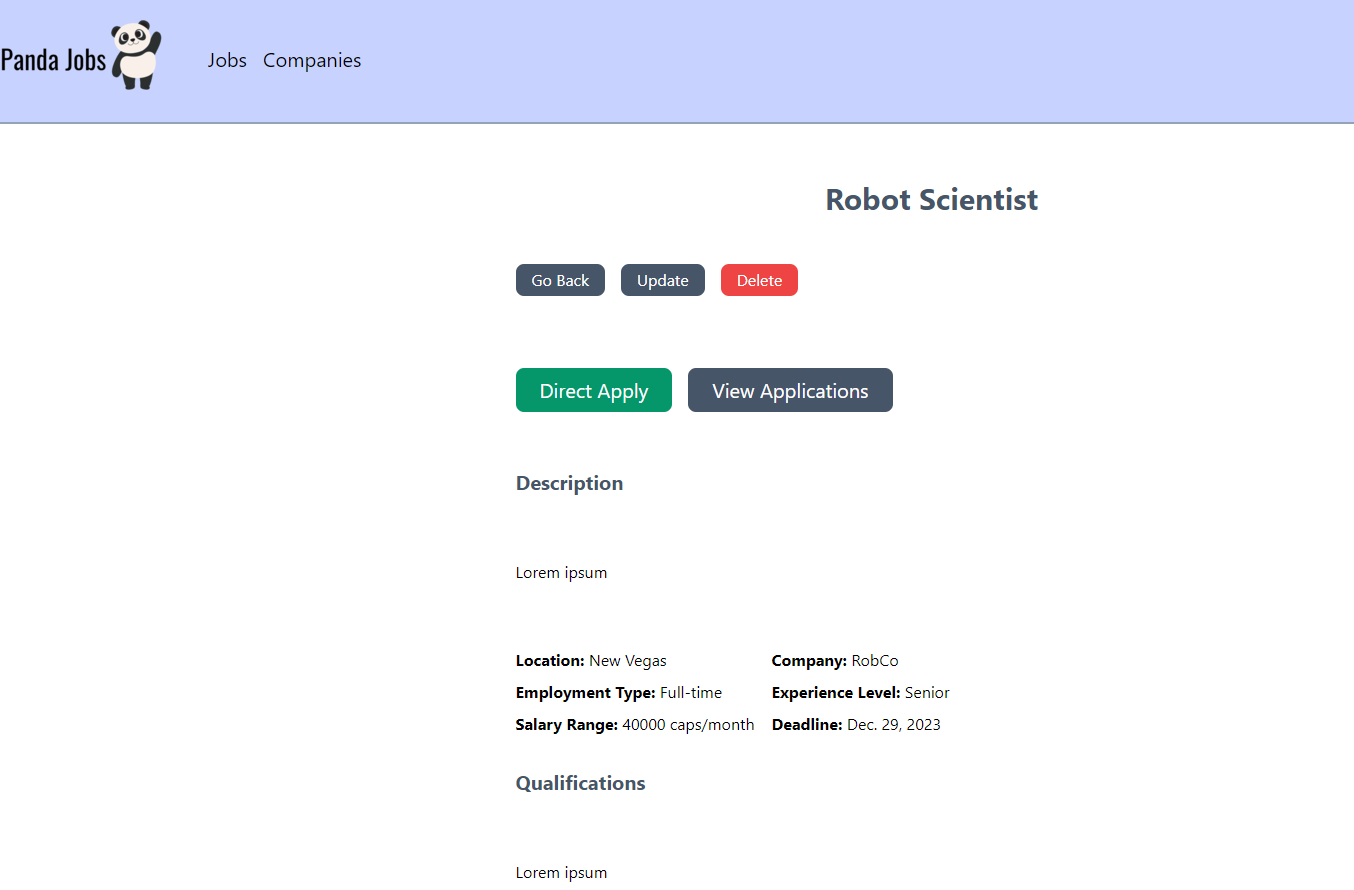 Panda Jobs Jobs Companies
Robot Scientist
Go Back Update Delete
Direct Apply View Applications
Description
Lorem ipsum
Location: New Vegas Company: RobCo
Employment Type: Full-time Experience Level: Senior
Salary Range: 40000 caps/month Deadline: Dec. 29, 2023
Qualifications
Lorem ipsum